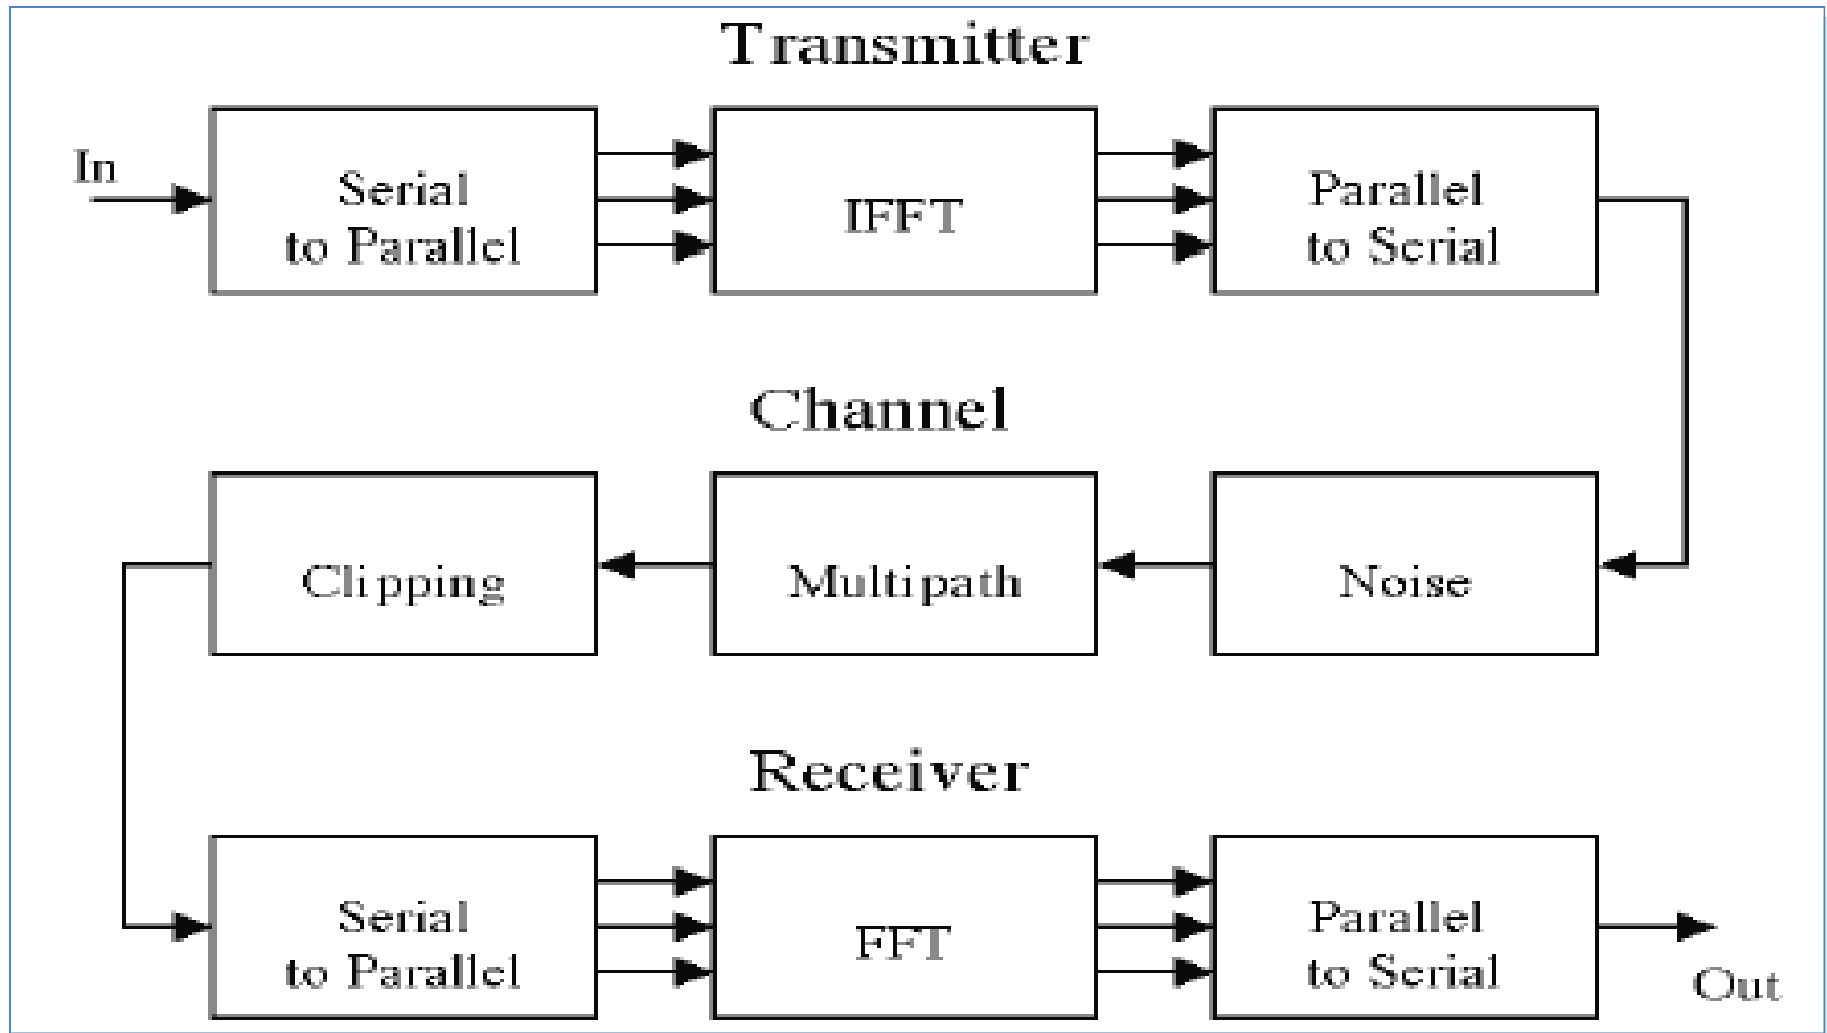 Transmitter
In
Serial
to Parallel
IFFT
Parallel
to Serial
Channel
Clipping
Multipath
Noise
Receiver
Serial
to Parallel
FFT
Parallel
to Serial
Out